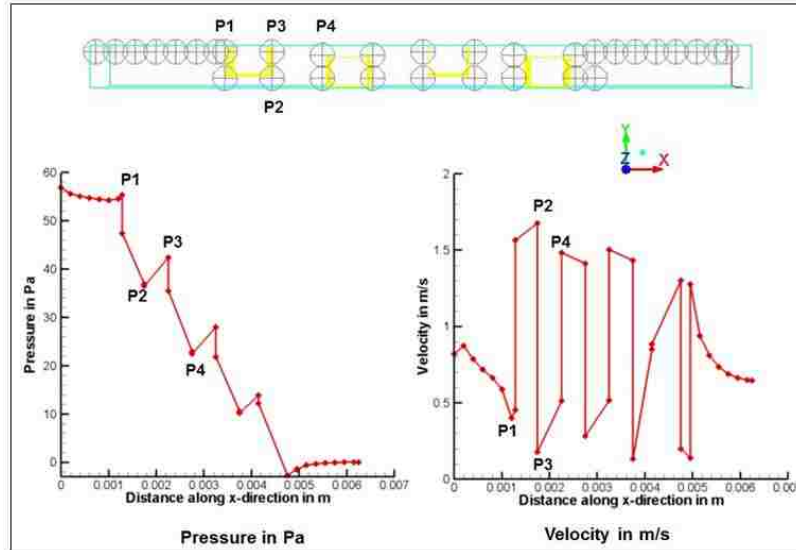 P1 P3 P4
P2
Y
Z X
60
50
40
30
20
10
0
Pressure in Pa
P1
P3
P2
P4
0 0.001 0.002 0.003 0.004 0.005 0.006 0.007
Distance along x-direction in m
Pressure in Pa
2
1.5
1
0.5
0
Velocity in m/s
P2
P4
P1
P3
0 0.001 0.002 0.003 0.004 0.005 0.006
Distance along x-direction in m
Velocity in m/s